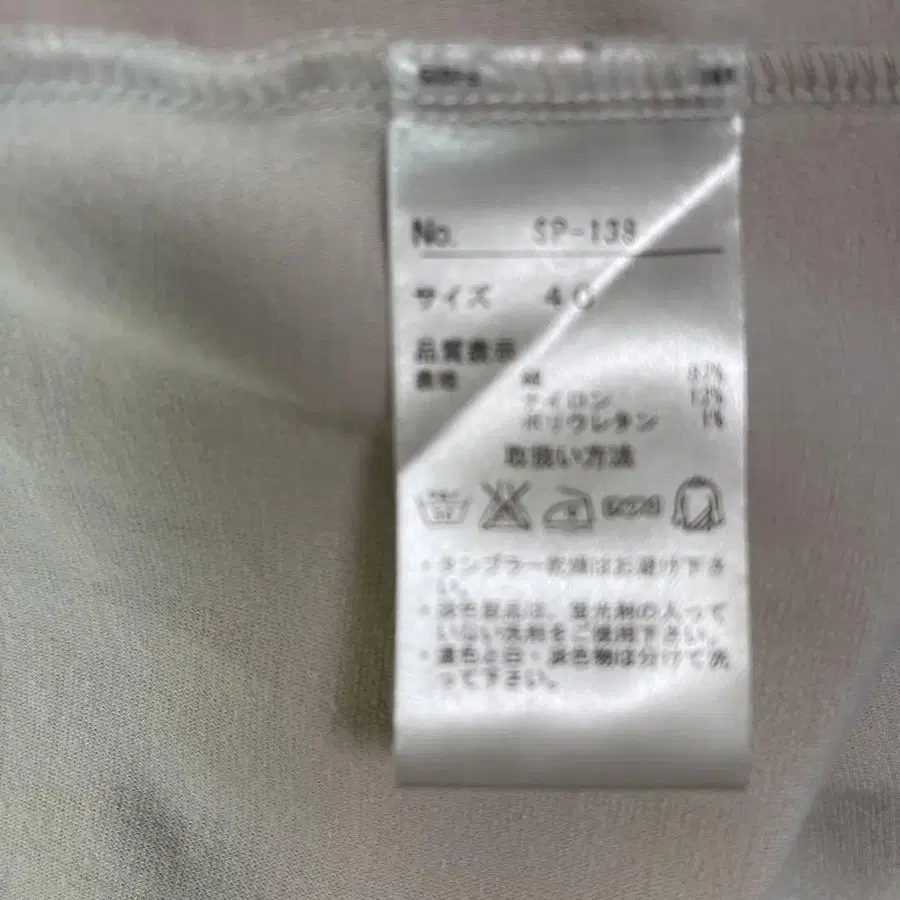 No. SP-138
サイズ 40
品質表示
表地 綿 87%
ナイロン 12%
ポリウレタン 1%
取扱い方法
・タンブラー乾燥はお避け下さ
い。
・淡色製品は、蛍光剤の入って
いない洗剤をご使用下さい。
・濃色と白・淡色物は分けて洗
って下さい。